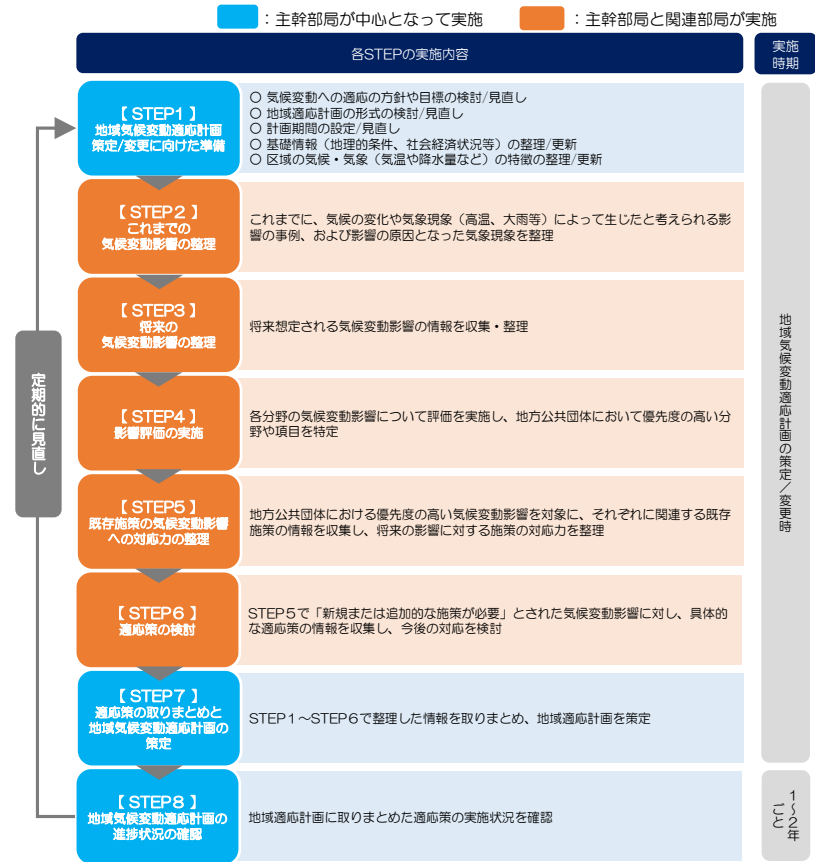 ：主幹部局が中心となって実施
：主幹部局と関連部局が実施
各STEPの実施内容
実施
時期
【 STEP1 】
地域気候変動適応計画
策定/変更に向けた準備
○ 気候変動への適応の方針や目標の検討/見直し
○ 地域適応計画の形式の検討/見直し
○ 計画期間の設定/見直し
○ 基礎情報（地理的条件、社会経済状況等）の整理/更新
○ 区域の気候・気象（気温や降水量など）の特徴の整理/更新
【 STEP２ 】
これまでの
気候変動影響の整理
これまでに、気候の変化や気象現象（高温、大雨等）によって生じたと考えられる影
響の事例、および影響の原因となった気象現象を整理
【 STEP３ 】
将来の
気候変動影響の整理
将来想定される気候変動影響の情報を収集・整理
【 STEP4 】
影響評価の実施
各分野の気候変動影響について評価を実施し、地方公共団体において優先度の高い分
野や項目を特定
【 STEP５ 】
既存施策の気候変動影響
への対応力の整理
地方公共団体における優先度の高い気候変動影響を対象に、それぞれに関連する既存
施策の情報を収集し、将来の影響に対する施策の対応力を整理
【 STEP６ 】
適応策の検討
STEP５で「新規または追加的な施策が必要」とされた気候変動影響に対し、具体的
な適応策の情報を収集し、今後の対応を検討
【 STEP７ 】
適応策の取りまとめと
地域気候変動適応計画の
策定
STEP１～STEP６で整理した情報を取りまとめ、地域適応計画を策定
【 STEP８ 】
地域気候変動適応計画の
進捗状況の確認
地域適応計画に取りまとめた適応策の実施状況を確認
定期的に見直し
地域気候変動適応計画の策定／変更時
１～２年
ごと